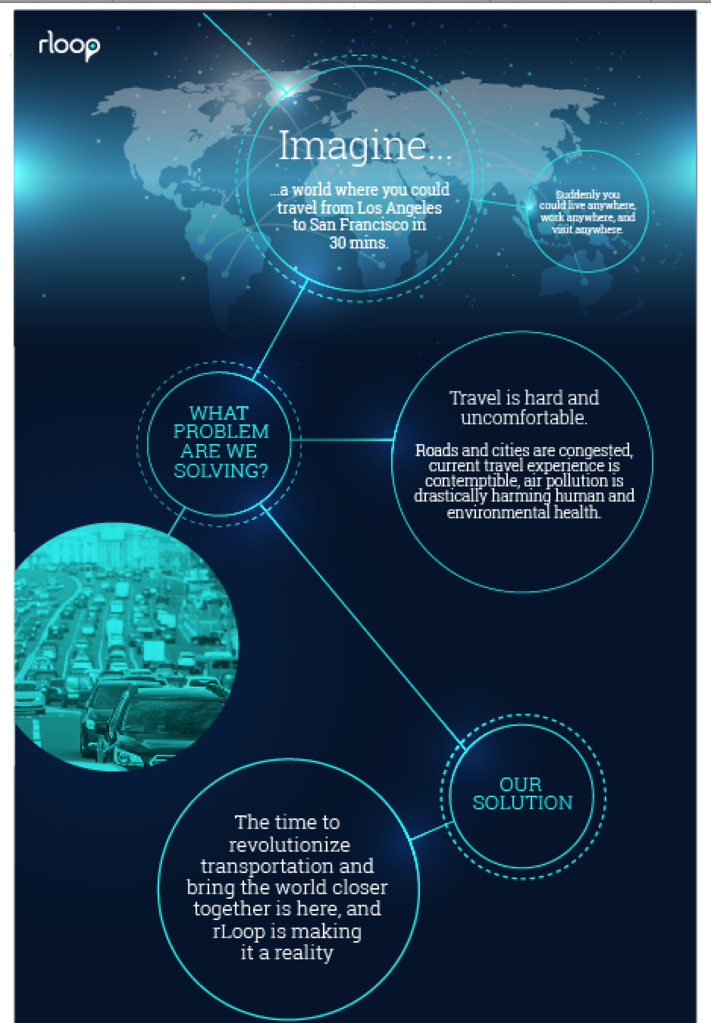 rloop
Imagine...
...a world where you could
travel from Los Angeles
to San Francisco in
30 mins.
Suddenly you
could live anywhere,
work anywhere, and
visit anywhere.
WHAT
PROBLEM
ARE WE
SOLVING?
Travel is hard and
uncomfortable.
Roads and cities are congested,
current travel experience is
contemptible, air pollution is
drastically harming human and
environmental health.
OUR
SOLUTION
The time to
revolutionize
transportation and
bring the world closer
together is here, and
rLoop is making
it a reality